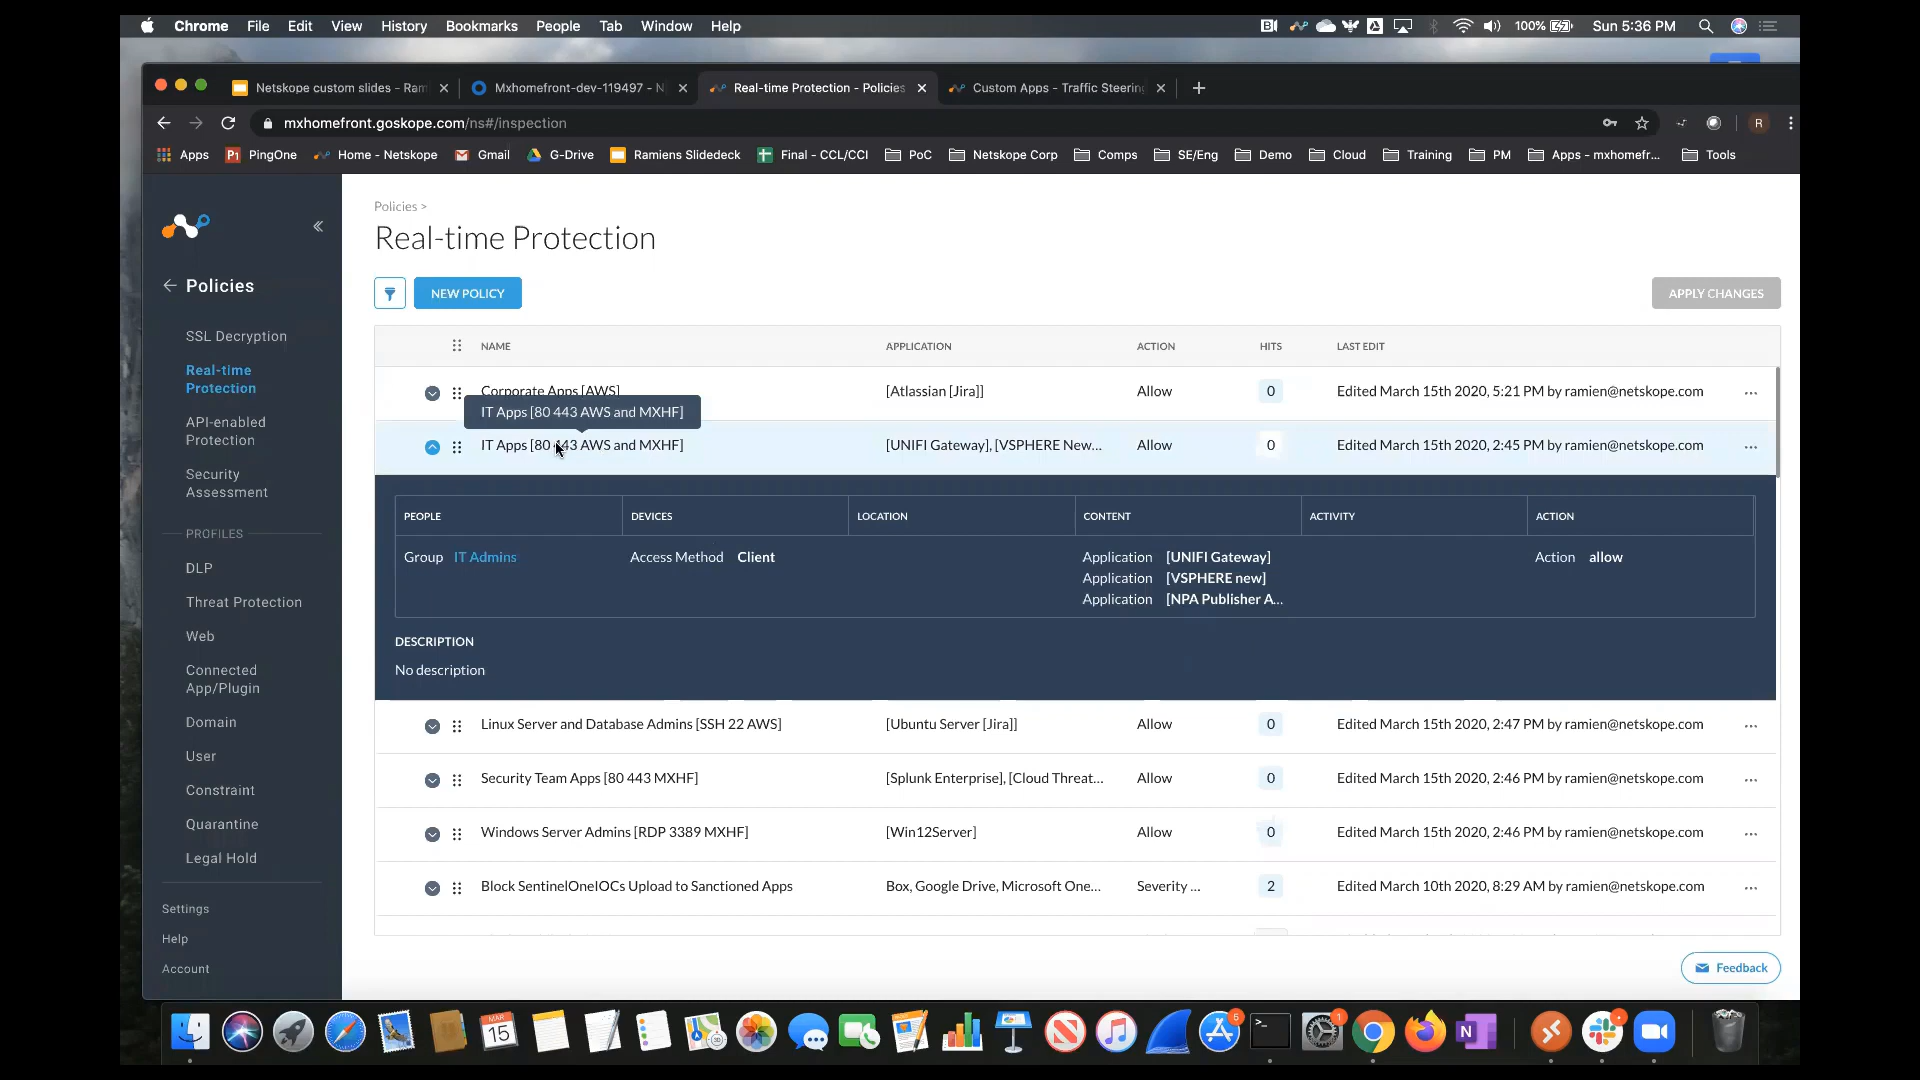 Chrome File Edit View History Bookmarks People Tab Window Help 100% Sun 5:36 PM
Netskope custom slides - Ram Mxhomefront-dev-119497 - N Real-time Protection - Policies Custom Apps - Traffic Steering
mxhomefront.goskope.com/ns#/inspection R
Apps P1 PingOne Home - Netskope Gmail G-Drive Ramiens Slidedeck Final - CCL/CCI PoC Netskope Corp Comps SE/Eng Demo Cloud Training PM Apps - mxhomefr... Tools
Policies >
Real-time Protection
NEW POLICY
APPLY CHANGES
Policies
SSL Decryption
Real-time
Protection
API-enabled
Protection
Security
Assessment
PROFILES
DLP
Threat Protection
Web
Connected
App/Plugin
Domain
User
Constraint
Quarantine
Legal Hold
Settings
Help
Account
NAME APPLICATION ACTION HITS LAST EDIT
Corporate Apps [AWS] [Atlassian [Jira]] Allow 0 Edited March 15th 2020, 5:21 PM by ramien@netskope.com ...
IT Apps [80 443 AWS and MXHF]
IT Apps [80 443 AWS and MXHF] [UNIFI Gateway], [VSPHERE New... Allow 0 Edited March 15th 2020, 2:45 PM by ramien@netskope.com ...
PEOPLE DEVICES LOCATION CONTENT ACTIVITY ACTION
Group IT Admins Access Method Client Application [UNIFI Gateway] Action allow
Application [VSPHERE new]
Application [NPA Publisher A...
DESCRIPTION
No description
Linux Server and Database Admins [SSH 22 AWS] [Ubuntu Server [Jira]] Allow 0 Edited March 15th 2020, 2:47 PM by ramien@netskope.com ...
Security Team Apps [80 443 MXHF] [Splunk Enterprise], [Cloud Threat... Allow 0 Edited March 15th 2020, 2:46 PM by ramien@netskope.com ...
Windows Server Admins [RDP 3389 MXHF] [Win12Server] Allow 0 Edited March 15th 2020, 2:46 PM by ramien@netskope.com ...
Block SentinelOneIOCs Upload to Sanctioned Apps Box, Google Drive, Microsoft One... Severity ... 2 Edited March 10th 2020, 8:29 AM by ramien@netskope.com ...
Feedback
MAR
15
5
1
N